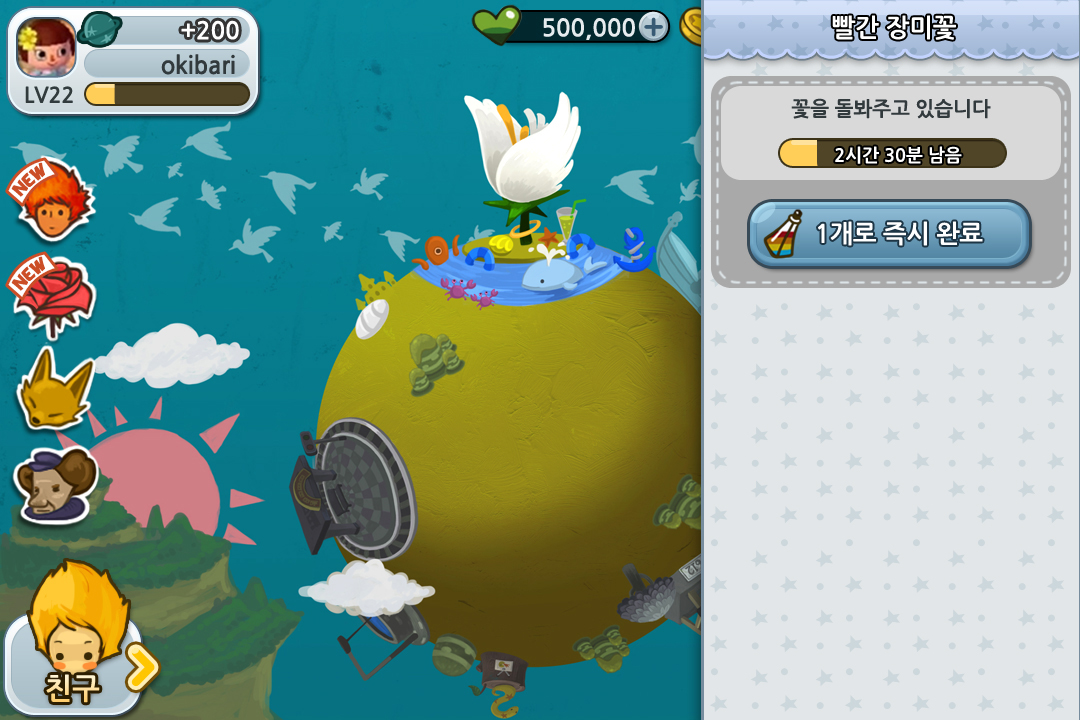 +200
okibari
LV22
500,000
빨간 장미꽃
꽃을 돌봐주고 있습니다
2시간 30분 남음
1개로 즉시 완료
NEW
NEW
친구